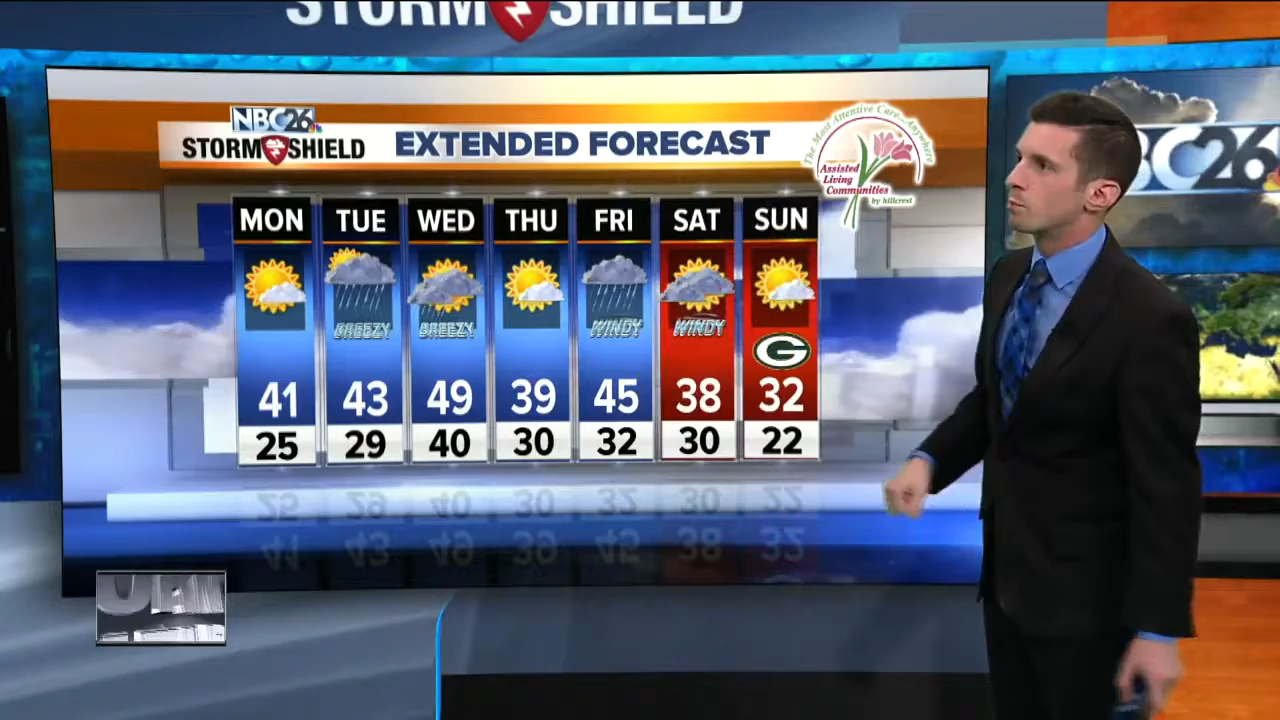 STORM SHIELD
NBC26
STORM SHIELD
EXTENDED FORECAST
The Most Attentive Care...Anywhere
Assisted
Living
Communities
by hillcrest
MON TUE WED THU FRI SAT SUN
BREEZY BREEZY WINDY WINDY
G
41 43 49 39 45 38 32
25 29 40 30 32 30 22
BC26